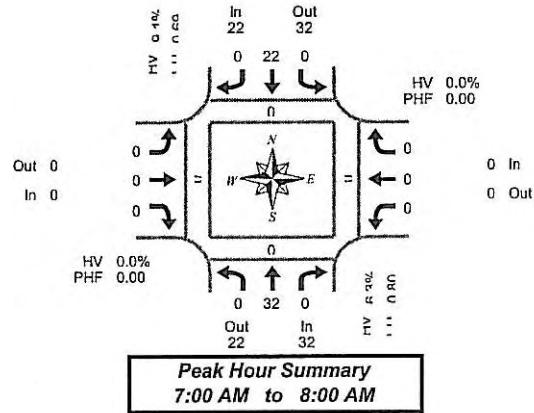 In Out
22 32
0 22 0
HV 0.0%
PHF 0.00
0
0 0
Out 0 0 0 0 In
In 0 0 0 0 Out
N
W E
S
HV 0.0%
PHF 0.00
0
0 32 0
Out In
22 32
Peak Hour Summary
7:00 AM to 8:00 AM